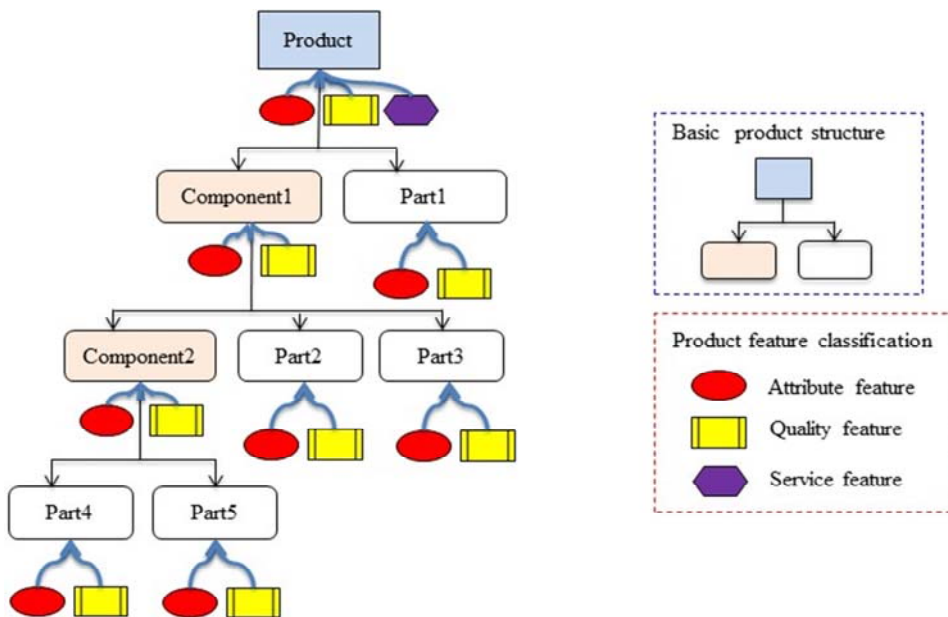 Product
Basic product structure
Component1
Part1
Product feature classification
Component2
Part2
Part3
Attribute feature
Quality feature
Service feature
Part4
Part5